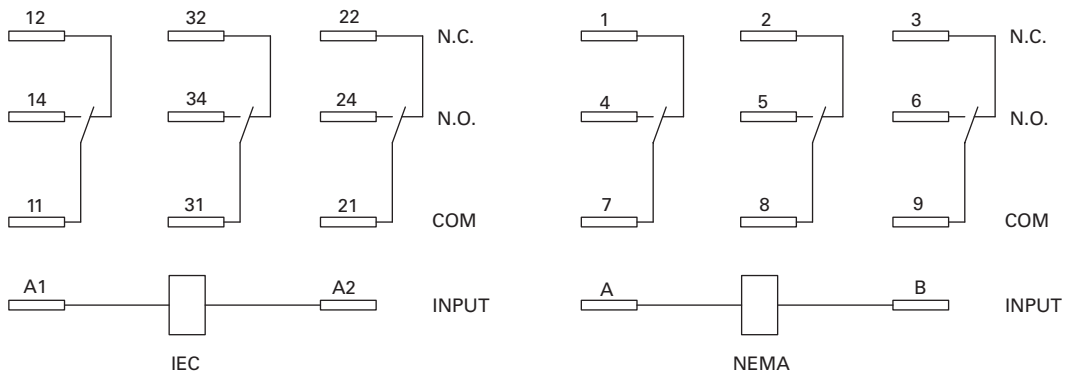 12 32 22 N.C. 1 2 3 N.C.
14 34 24 N.O. 4 5 6 N.O.
11 31 21 COM 7 8 9 COM
A1 A2 INPUT A B INPUT
IEC NEMA